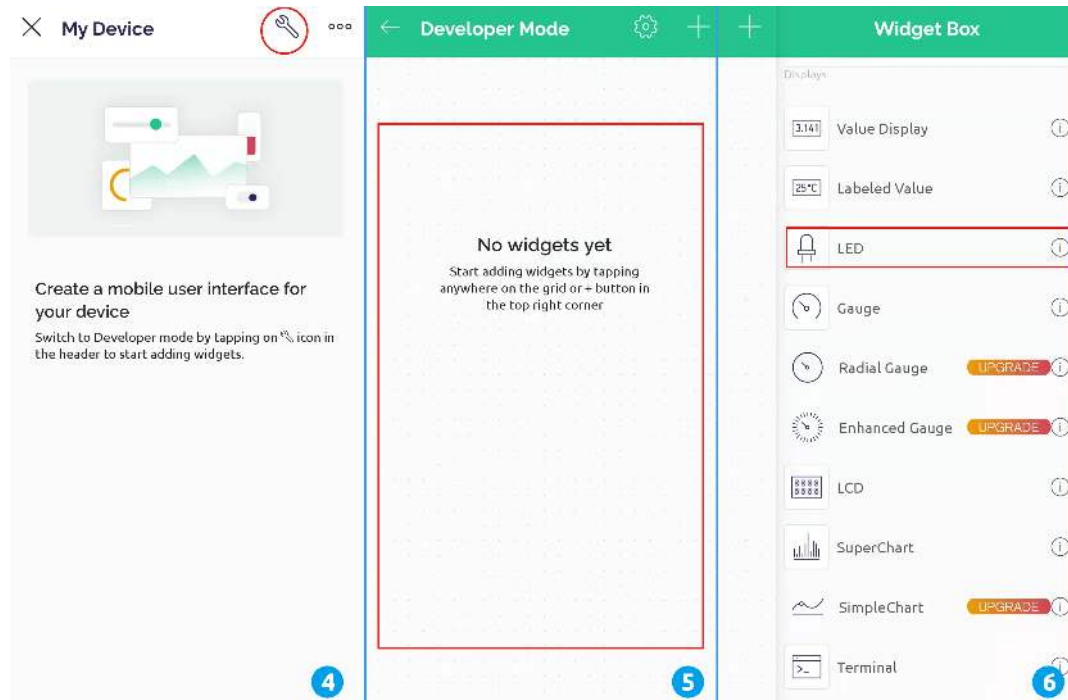 My Device
Create a mobile user interface for
your device
Switch to Developer mode by tapping on icon in
the header to start adding widgets.
4
Developer Mode
No widgets yet
Start adding widgets by tapping
anywhere on the grid or + button in
the top right corner
5
Widget Box
Displays
3.141 Value Display
25°C Labeled Value
LED
Gauge
Radial Gauge UPGRADE
Enhanced Gauge UPGRADE
LCD
SuperChart
SimpleChart UPGRADE
Terminal
6